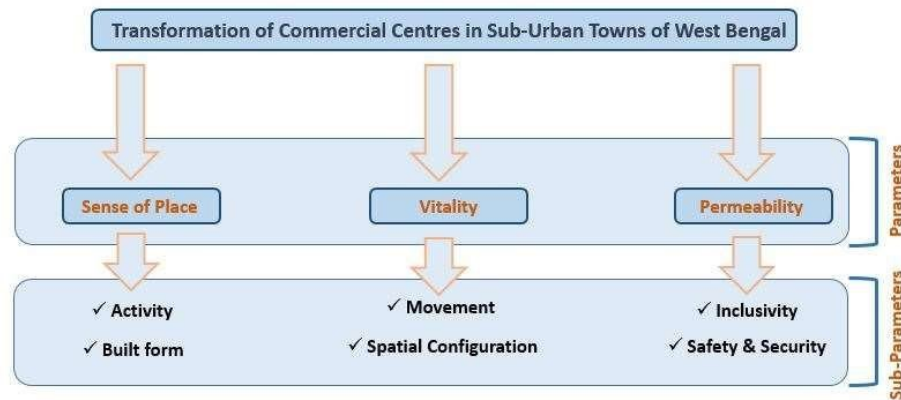 Transformation of Commercial Centres in Sub-Urban Towns of West Bengal
Sense of Place
Vitality
Permeability
Parameters
✓ Activity
✓ Movement
✓ Inclusivity
✓ Built form
✓ Spatial Configuration
✓ Safety & Security
Sub-Parameters